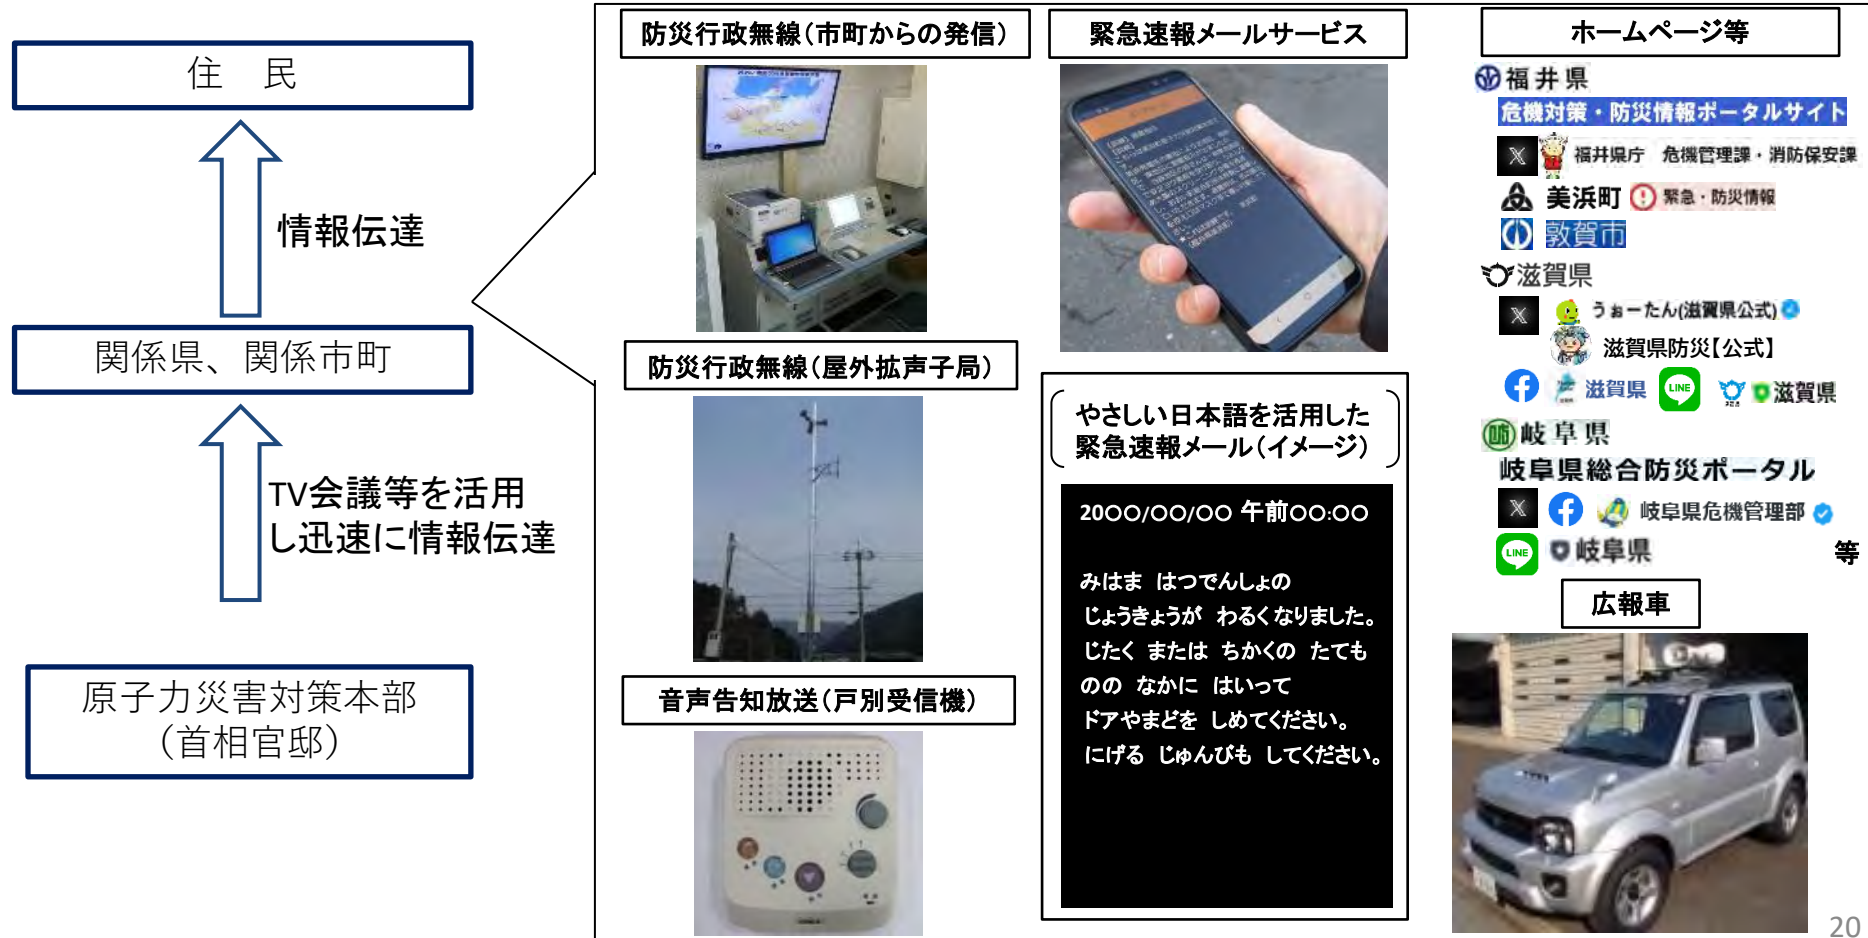 住　民
情報伝達
関係県、関係市町
TV会議等を活用
し迅速に情報伝達
原子力災害対策本部
（首相官邸）
防災行政無線（市町からの発信）
防災行政無線（屋外拡声子局）
音声告知放送（戸別受信機）
緊急速報メールサービス
やさしい日本語を活用した
緊急速報メール（イメージ）
20〇〇/〇〇/〇〇 午前〇〇:〇〇
みはま はつでんしょの
じょうきょうが わるくなりました。
じたく または ちかくの たても
のの なかに はいって
ドアやまどを しめてください。
にげる じゅんびも してください。
ホームページ等
福井県
危機対策・防災情報ポータルサイト
X 福井県庁 危機管理課・消防保安課
美浜町 緊急・防災情報
敦賀市
滋賀県
X うぉーたん(滋賀県公式)
滋賀県防災【公式】
f 滋賀県 LINE 滋賀県
岐阜県
岐阜県総合防災ポータル
X f 岐阜県危機管理部
LINE 岐阜県 等
広報車
20